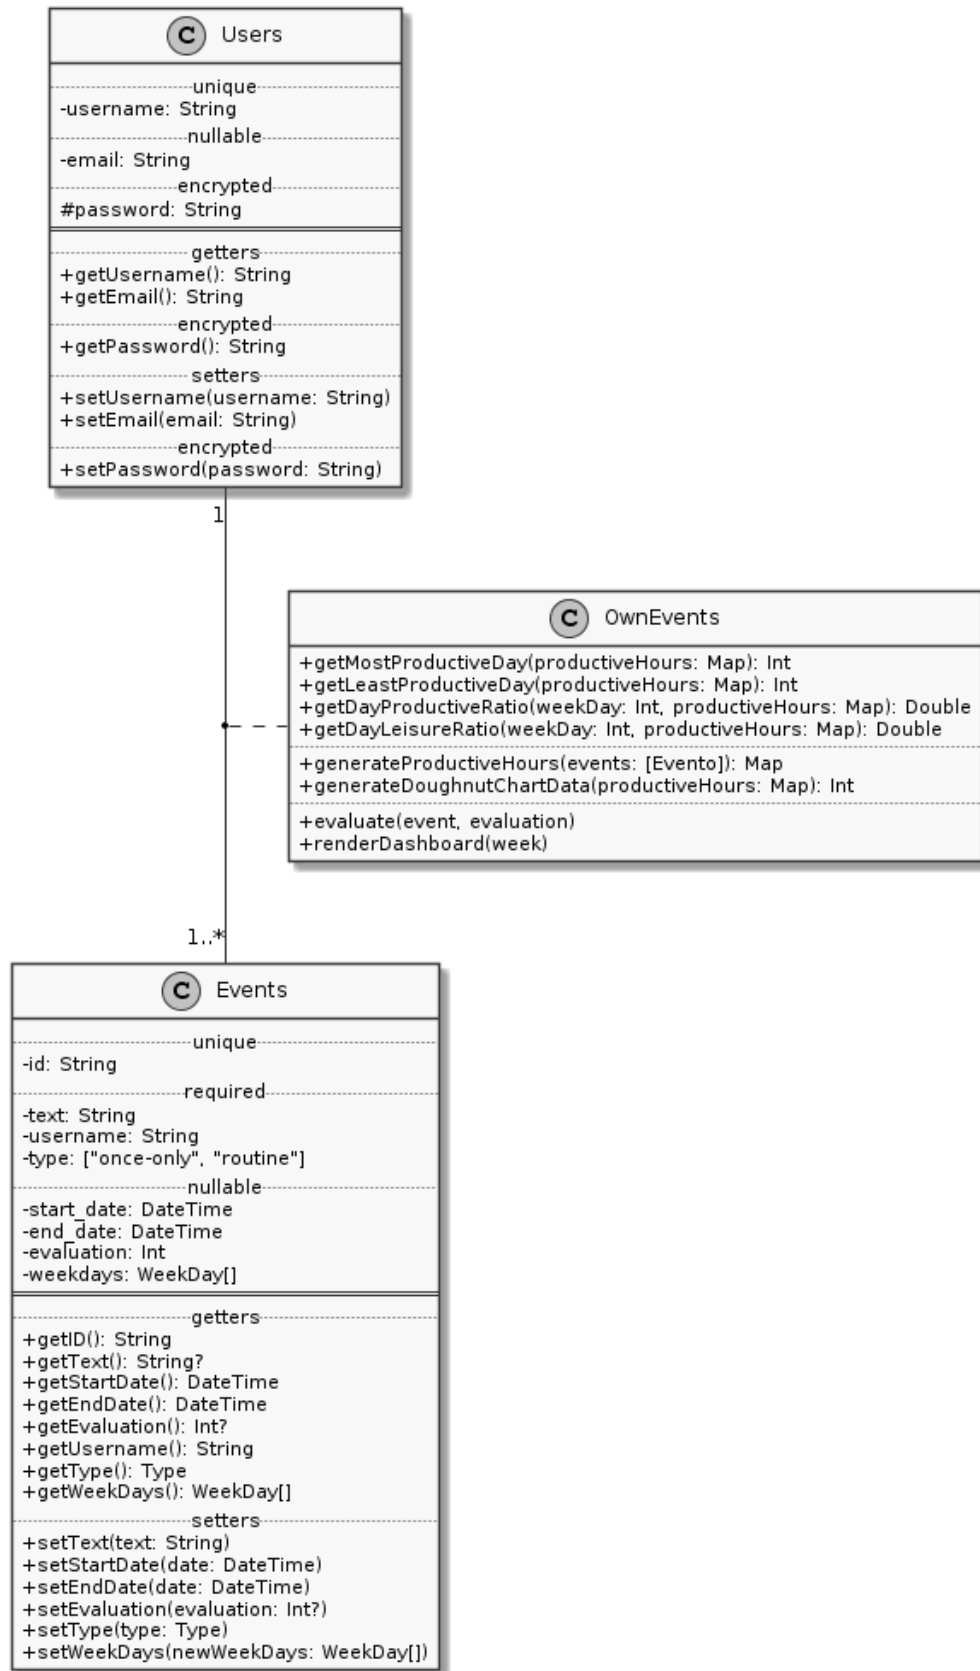 C Users
unique
-username: String
nullable
-email: String
encrypted
#password: String
getters
+getUsername(): String
+getEmail(): String
encrypted
+getPassword(): String
setters
+setUsername(username: String)
+setEmail(email: String)
encrypted
+setPassword(password: String)
1
C OwnEvents
+getMostProductiveDay(productiveHours: Map): Int
+getLeastProductiveDay(productiveHours: Map): Int
+getDayProductiveRatio(weekDay: Int, productiveHours: Map): Double
+getDayLeisureRatio(weekDay: Int, productiveHours: Map): Double
+generateProductiveHours(events: [Evento]): Map
+generateDoughnutChartData(productiveHours: Map): Int
+evaluate(event, evaluation)
+renderDashboard(week)
1..*
C Events
unique
-id: String
required
-text: String
-username: String
-type: ["once-only", "routine"]
nullable
-start_date: DateTime
-end_date: DateTime
-evaluation: Int
-weekdays: WeekDay[]
getters
+getID(): String
+getText(): String?
+getStartDate(): DateTime
+getEndDate(): DateTime
+getEvaluation(): Int?
+getUsername(): String
+getType(): Type
+getWeekDays(): WeekDay[]
setters
+setText(text: String)
+setStartDate(date: DateTime)
+setEndDate(date: DateTime)
+setEvaluation(evaluation: Int?)
+setType(type: Type)
+setWeekDays(newWeekDays: WeekDay[])